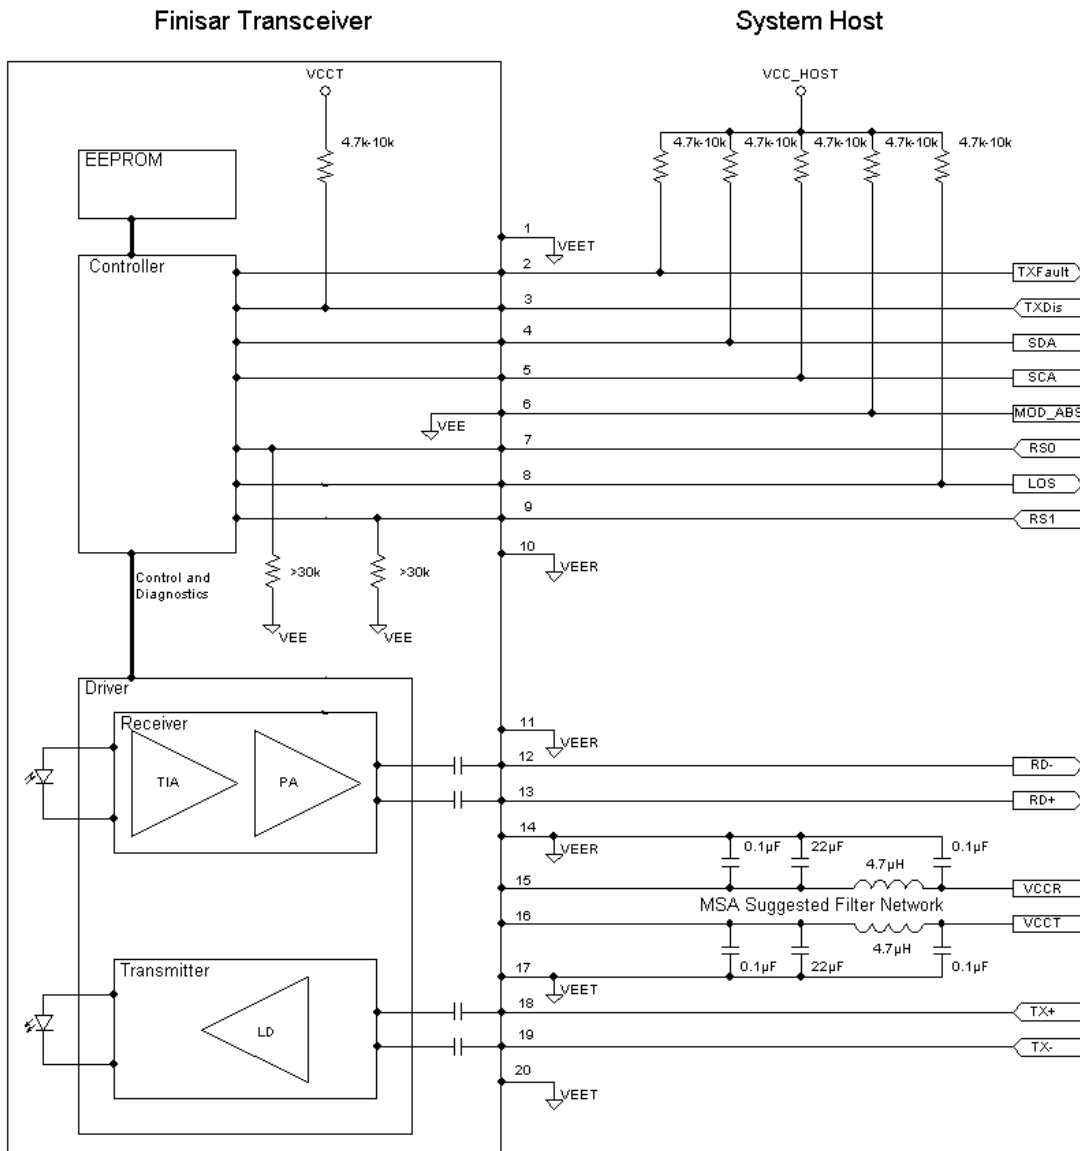 Finisar Transceiver
System Host
VCCT
VCC_HOST
4.7k-10k
4.7k-10k
4.7k-10k
4.7k-10k
4.7k-10k
4.7k-10k
EEPROM
1
VEET
Controller
2
TXFault
3
TXDis
4
SDA
5
SCA
6
MOD_ABS
VEE
7
RS0
8
LOS
9
RS1
10
VEER
>30k
>30k
Control and
Diagnostics
VEE
VEE
Driver
Receiver
11
VEER
12
RD-
TIA
PA
13
RD+
14
VEER
0.1µF
22µF
0.1µF
4.7µH
15
VCCR
MSA Suggested Filter Network
16
VCCT
4.7µH
Transmitter
17
0.1µF
22µF
0.1µF
VEET
18
TX+
LD
19
TX-
20
VEET